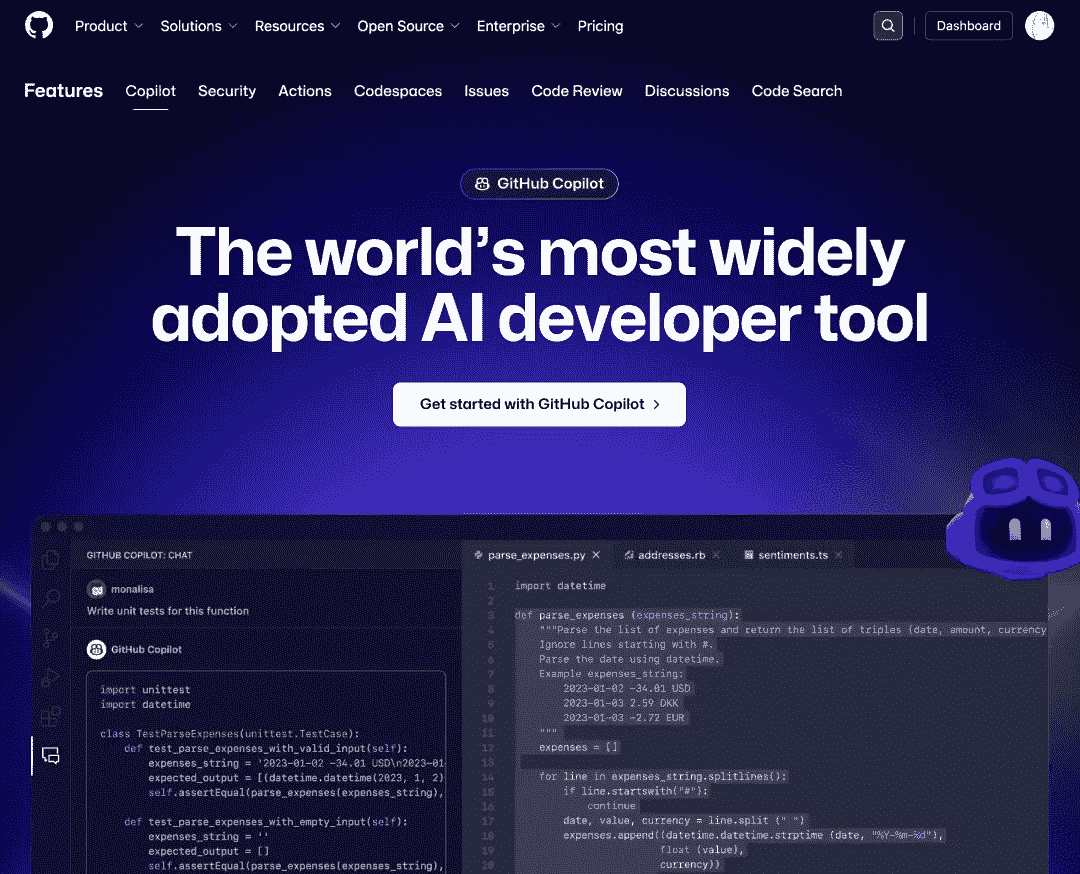 Product
Solutions
Resources
Open Source
Enterprise
Pricing
Dashboard
Features
Copilot
Security
Actions
Codespaces
Issues
Code Review
Discussions
Code Search
GitHub Copilot
The world’s most widely
adopted AI developer tool
Get started with GitHub Copilot
GITHUB COPILOT: CHAT
monalisa
Write unit tests for this function
GitHub Copilot
import unittest
import datetime
class TestParseExpenses(unittest.TestCase):
def test_parse_expenses_with_valid_input(self):
expenses_string = '2023-01-02 -34.01 USD\n2023-01
expected_output = [(datetime.datetime(2023, 1, 2)
self.assertEqual(parse_expenses(expenses_string),
def test_parse_expenses_with_empty_input(self):
expenses_string = ''
expected_output = []
self.assertEqual(parse_expenses(expenses_string),
parse_expenses.py
addresses.rb
sentiments.ts
1 import datetime
2
3 def parse_expenses (expenses_string):
4 """Parse the list of expenses and return the list of triples (date, amount, currency
5 Ignore lines starting with #.
6 Parse the date using datetime.
7 Example expenses_string:
8 2023-01-02 -34.01 USD
9 2023-01-03 2.59 DKK
10 2023-01-03 -2.72 EUR
11 """
12 expenses = []
13
14 for line in expenses_string.splitlines():
15 if line.startswith("#"):
16 continue
17 date, value, currency = line.split (" ")
18 expenses.append((datetime.datetime.strptime (date, "%Y-%m-%d"),
19 float (value),
20 currency))